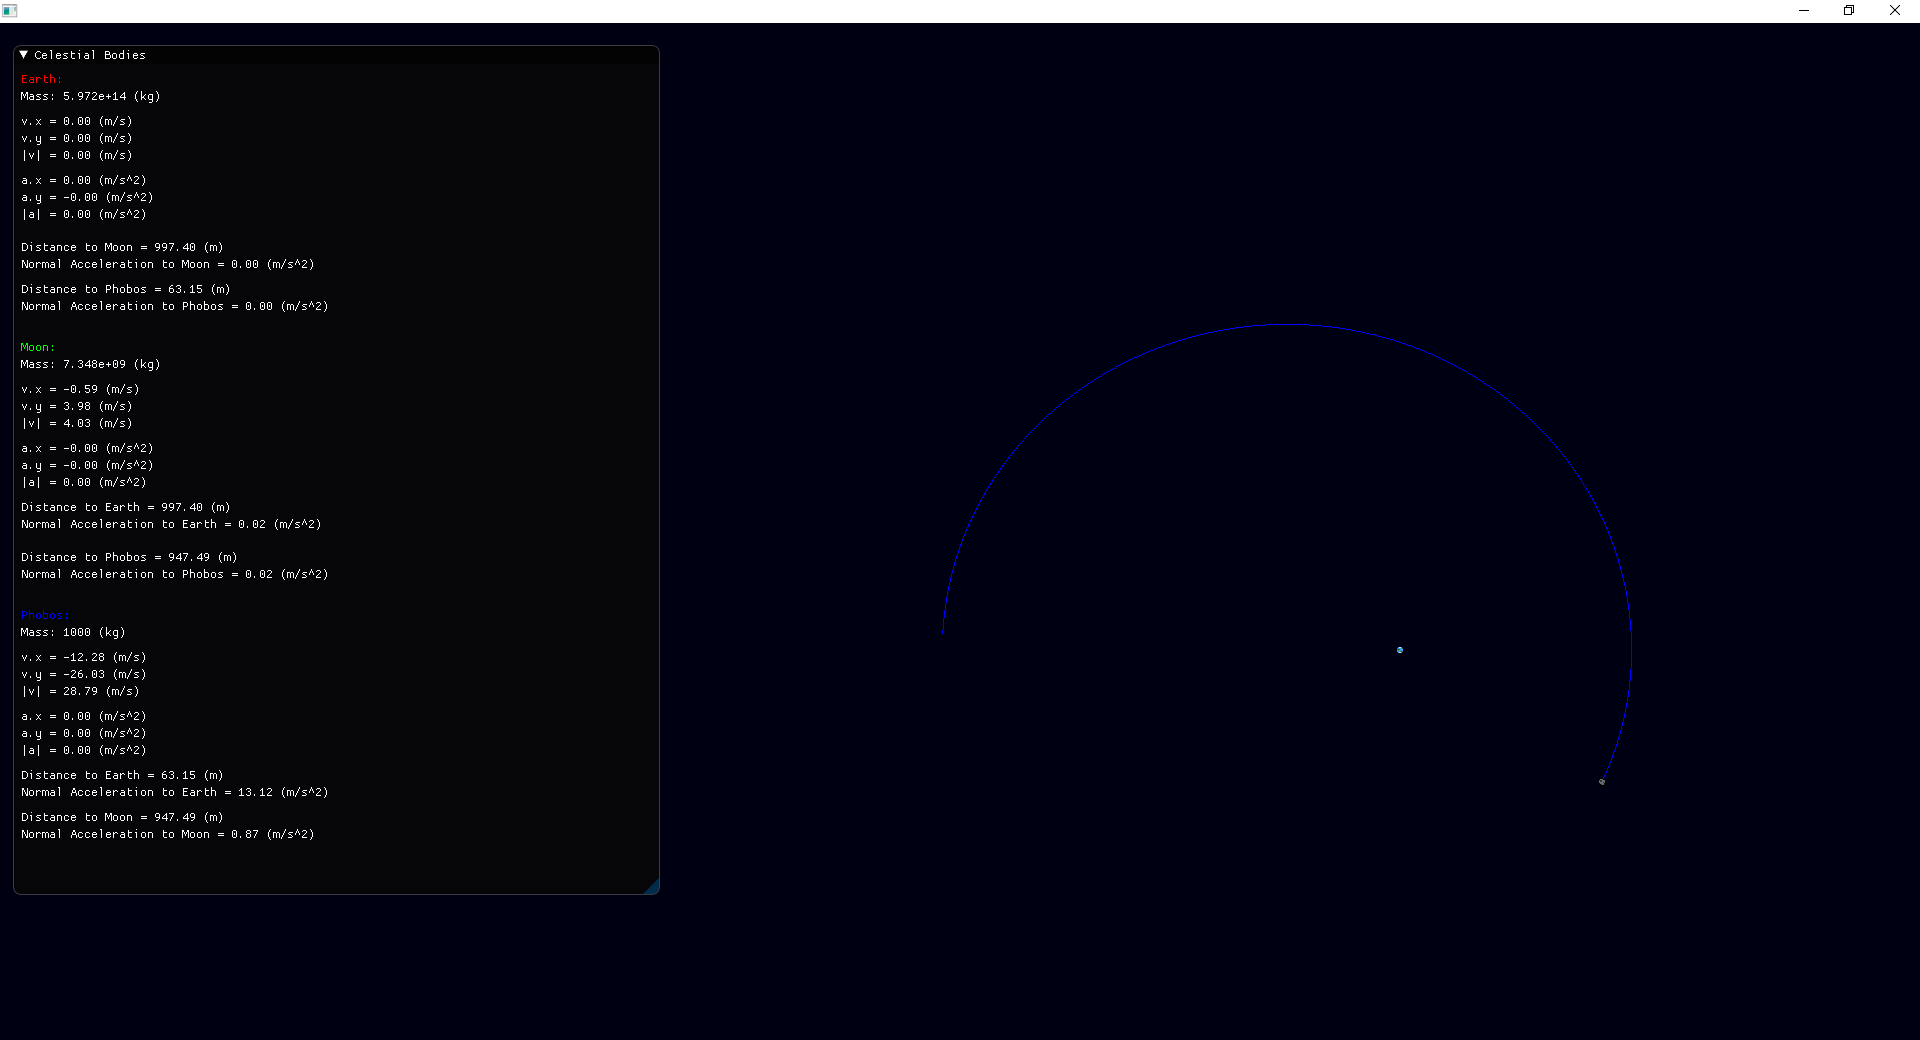 Celestial Bodies
Earth:
Mass: 5.972e+14 (kg)
v.x = 0.00 (m/s)
v.y = 0.00 (m/s)
|v| = 0.00 (m/s)
a.x = 0.00 (m/s^2)
a.y = -0.00 (m/s^2)
|a| = 0.00 (m/s^2)
Distance to Moon = 997.40 (m)
Normal Acceleration to Moon = 0.00 (m/s^2)
Distance to Phobos = 63.15 (m)
Normal Acceleration to Phobos = 0.00 (m/s^2)
Moon:
Mass: 7.348e+09 (kg)
v.x = -0.59 (m/s)
v.y = 3.98 (m/s)
|v| = 4.03 (m/s)
a.x = -0.00 (m/s^2)
a.y = -0.00 (m/s^2)
|a| = 0.00 (m/s^2)
Distance to Earth = 997.40 (m)
Normal Acceleration to Earth = 0.02 (m/s^2)
Distance to Phobos = 947.49 (m)
Normal Acceleration to Phobos = 0.02 (m/s^2)
Phobos:
Mass: 1000 (kg)
v.x = -12.28 (m/s)
v.y = -26.03 (m/s)
|v| = 28.79 (m/s)
a.x = 0.00 (m/s^2)
a.y = 0.00 (m/s^2)
|a| = 0.00 (m/s^2)
Distance to Earth = 63.15 (m)
Normal Acceleration to Earth = 13.12 (m/s^2)
Distance to Moon = 947.49 (m)
Normal Acceleration to Moon = 0.87 (m/s^2)